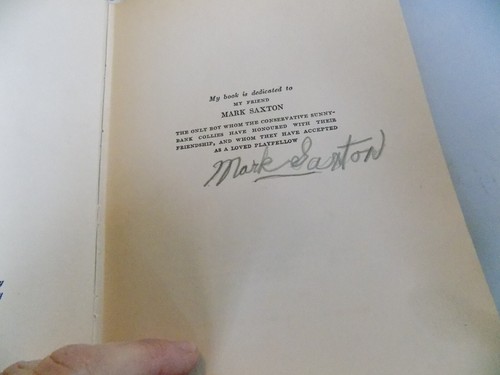 My book is dedicated to
MY FRIEND
MARK SAXTON
THE ONLY BOY WHOM THE CONSERVATIVE SUNNY-
BANK COLLIES HAVE HONOURED WITH THEIR
FRIENDSHIP, AND WHOM THEY HAVE ACCEPTED
AS A LOVED PLAYFELLOW
Mark Saxton